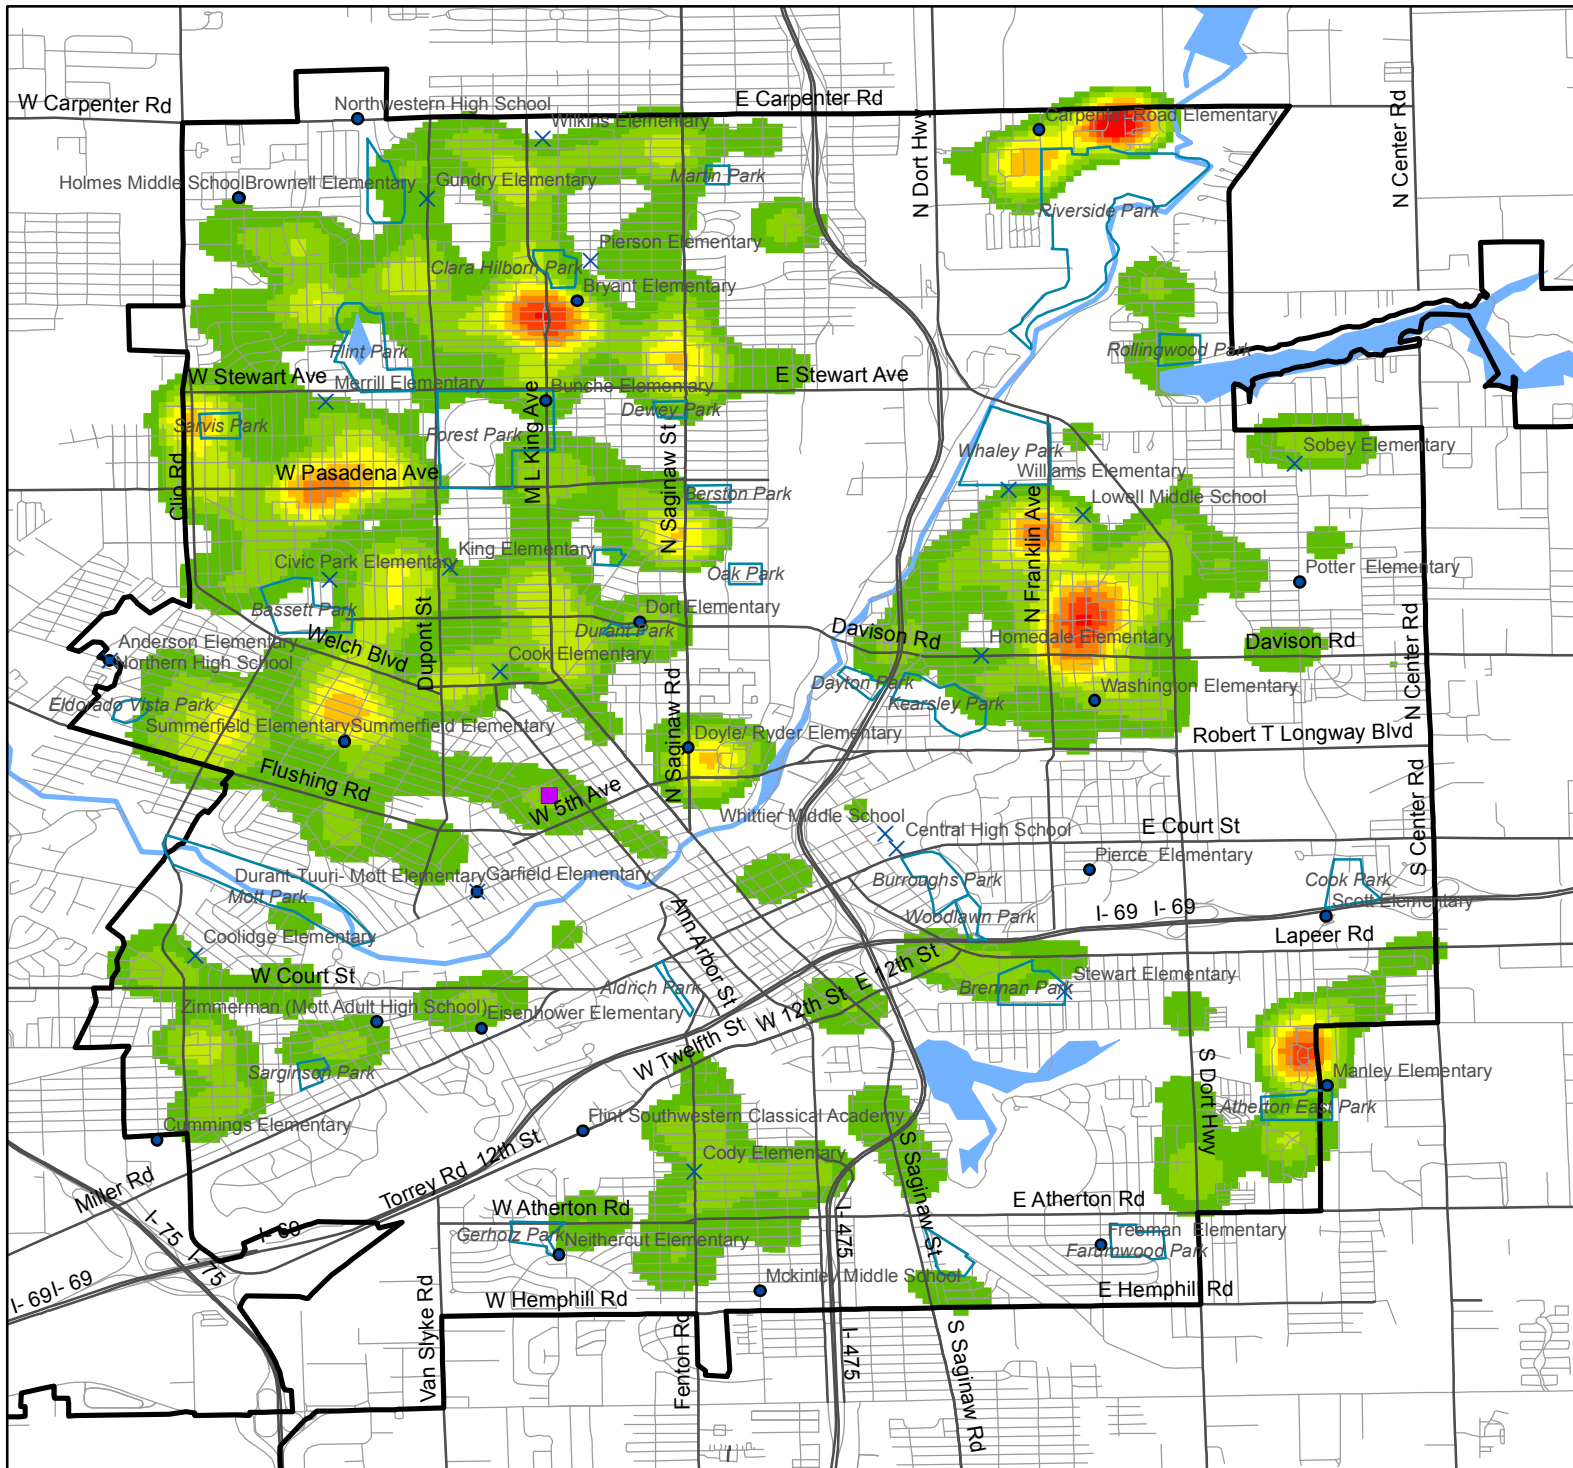 W Carpenter Rd
Northwestern High School
E Carpenter Rd
Carpenter Road Elementary
Wilkins Elementary
N Dort Hwy
N Center Rd
Holmes Middle School
Brownell Elementary
Gundry Elementary
Martin Park
Riverside Park
Pierson Elementary
Clara Hilborn Park
Bryant Elementary
Flint Park
Rollingwood Park
W Stewart Ave
Merrill Elementary
Bunche Elementary
E Stewart Ave
Dewey Park
Sarvis Park
Forest Park
M L King Ave
N Saginaw St
Whaley Park
Sobey Elementary
W Pasadena Ave
Williams Elementary
Clio Rd
Berston Park
Lowell Middle School
N Franklin Ave
King Elementary
Civic Park Elementary
Oak Park
Potter Elementary
Bassett Park
Dort Elementary
Durant Park
Dupont St
Welch Blvd
Davison Rd
Homedale Elementary
Davison Rd
N Center Rd
Anderson Elementary
Northern High School
Cook Elementary
Dayton Park
Kearsley Park
Washington Elementary
Eldorado Vista Park
Summerfield Elementary
Summerfield Elementary
N Saginaw Rd
Doyle/ Ryder Elementary
Robert T Longway Blvd
Flushing Rd
W 5th Ave
S Center Rd
Whittier Middle School
Central High School
E Court St
Pierce Elementary
Durant-Tuuri- Mott Elementary
Garfield Elementary
Mott Park
Burroughs Park
Cook Park
Scott Elementary
Woodlawn Park
I- 69
I- 69
Ann Arbor St
Coolidge Elementary
Lapeer Rd
W Court St
E 12th St
Aldrich Park
Brennan Park
Stewart Elementary
Zimmerman (Mott Adult High School)
Eisenhower Elementary
W 12th St
W Twelfth St
Sarginson Park
S Dort Hwy
Manley Elementary
Atherton East Park
Cummings Elementary
Flint Southwestern Classical Academy
12th St
Torrey Rd
Cody Elementary
S Saginaw St
Miller Rd
W Atherton Rd
E Atherton Rd
I- 75
I- 75
I- 69
Gerholz Park
Neithercut Elementary
I- 475
Freeman Elementary
Farumwood Park
Mckinley Middle School
I- 69
I- 69
W Hemphill Rd
E Hemphill Rd
Van Slyke Rd
Fenton Rd
I- 475
S Saginaw Rd
I